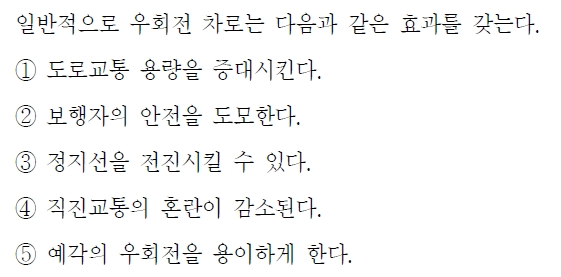 일반적으로 우회전 차로는 다음과 같은 효과를 갖는다.
① 도로교통 용량을 증대시킨다.
② 보행자의 안전을 도모한다.
③ 정지선을 전진시킬 수 있다.
④ 직진교통의 혼란이 감소된다.
⑤ 예각의 우회전을 용이하게 한다.